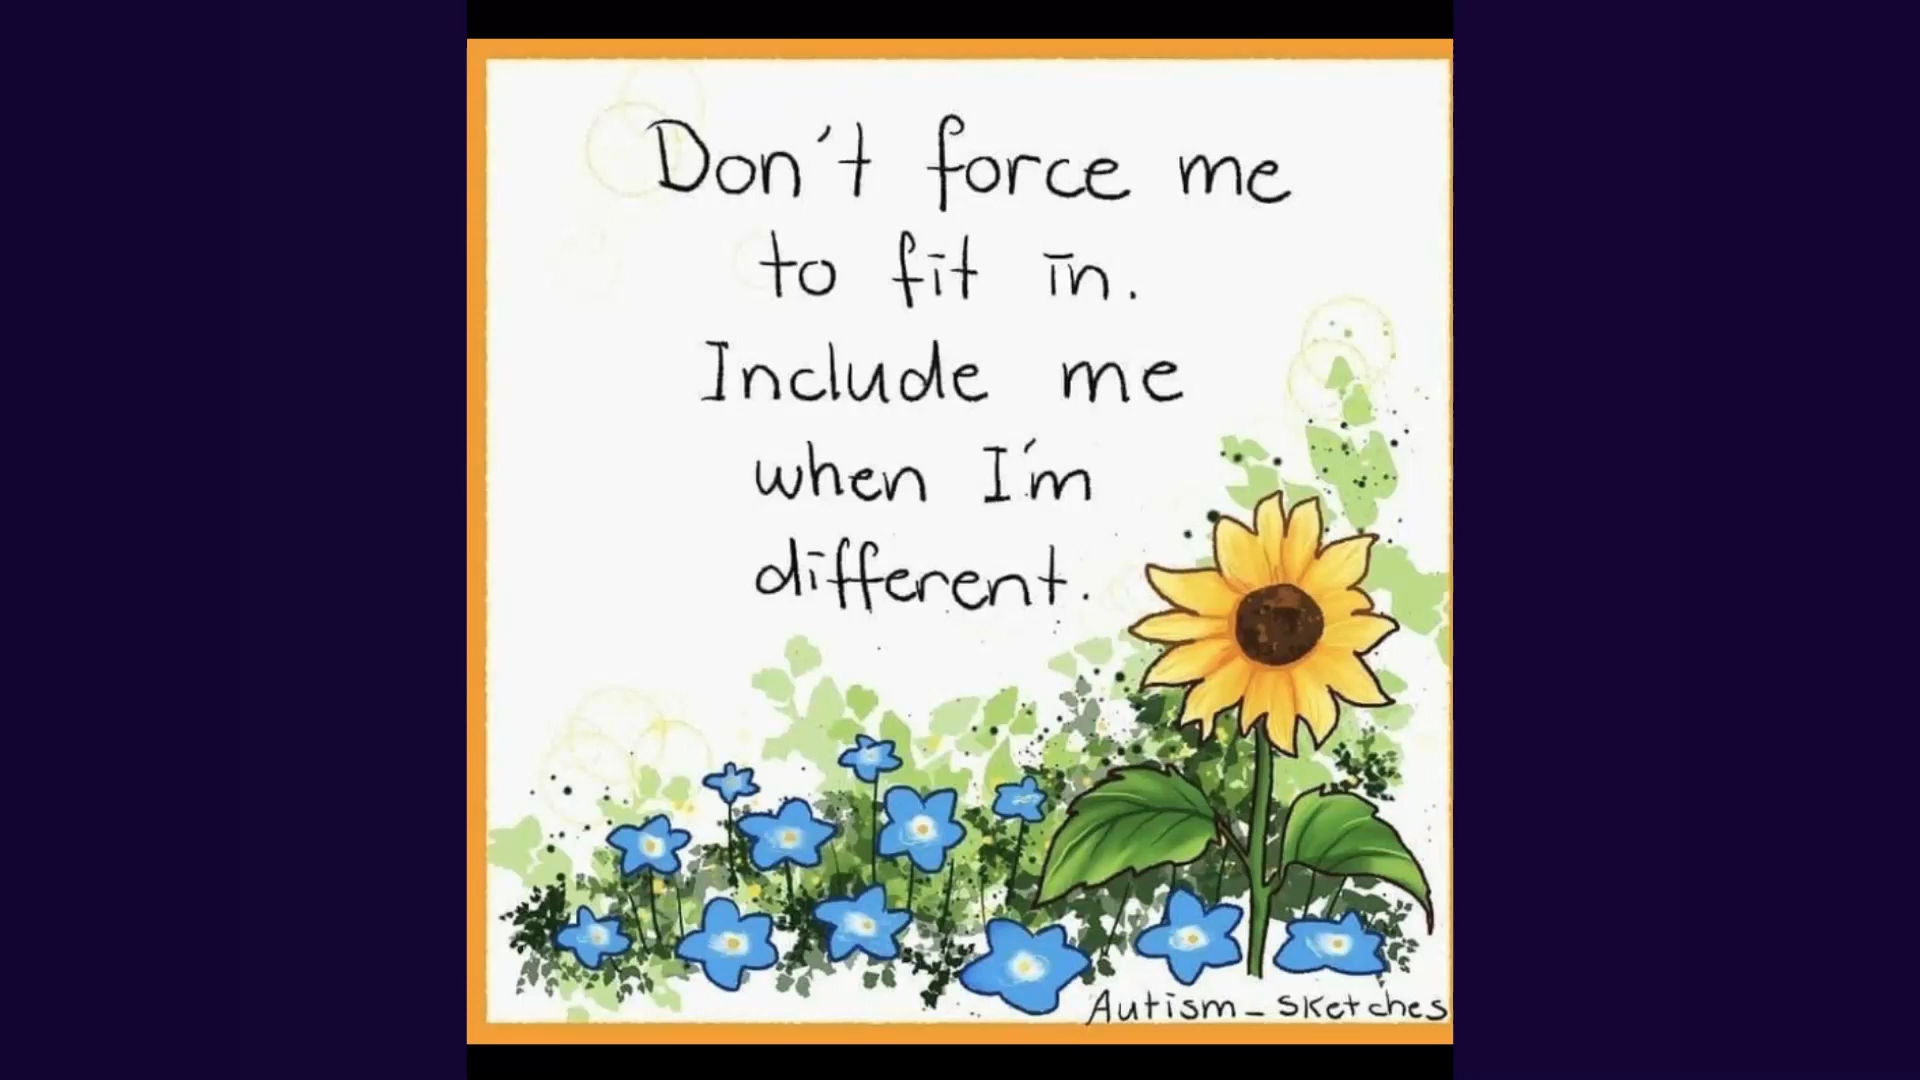 Don't force me
to fit in.
Include me
when I'm
different.
Autism_Sketches